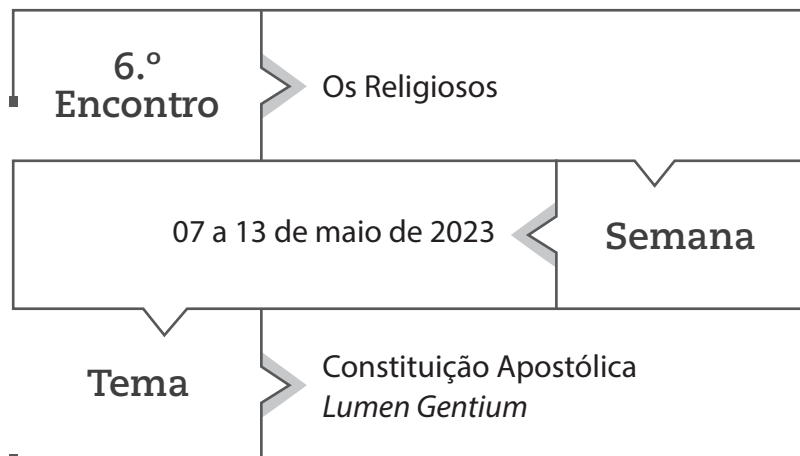 6.º
Encontro
Os Religiosos
07 a 13 de maio de 2023
Semana
Tema
Constituição Apostólica
Lumen Gentium